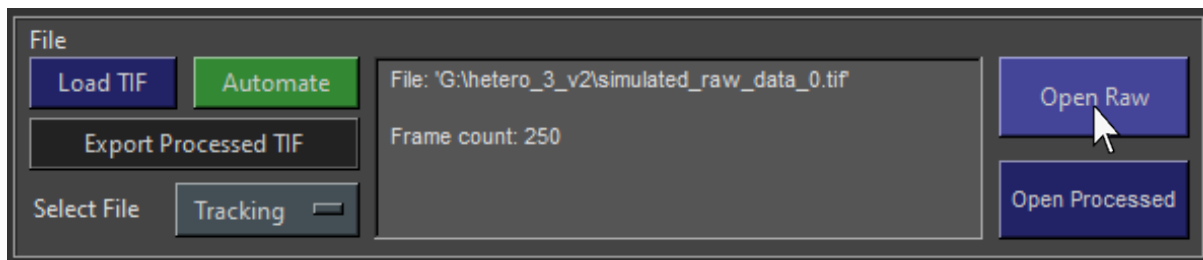 File
Load TIF
Automate
Export Processed TIF
Select File
Tracking
File: 'G:\hetero_3_v2\simulated_raw_data_0.tif'
Frame count: 250
Open Raw
Open Processed